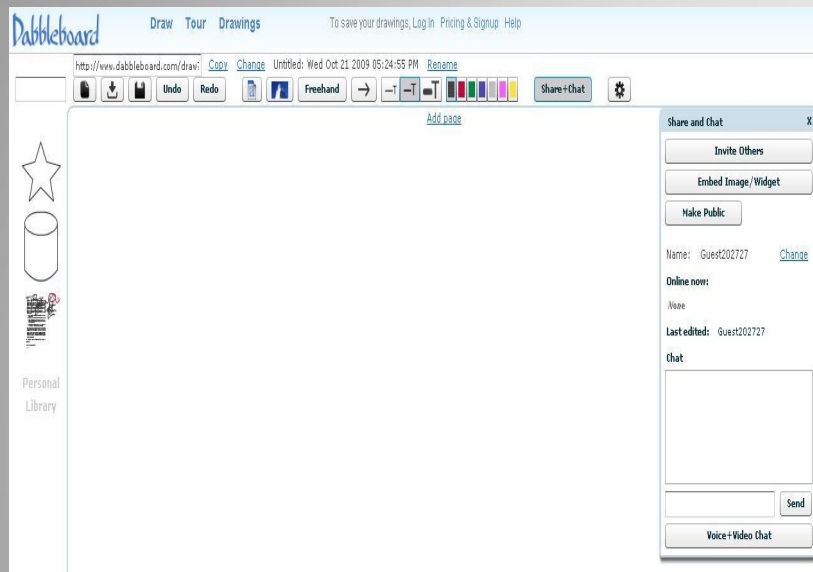 Dabbleboard Draw Tour Drawings To save your drawings, Log In Pricing & Signup Help
http://www.dabbleboard.com/draw Copy Change Untitled: Wed Oct 21 2009 05:24:55 PM Rename
Undo Redo Freehand T T T Share+Chat
Add page
Share and Chat X
Invite Others
Embed Image/Widget
Make Public
Name: Guest202727 Change
Online now:
None
Last edited: Guest202727
Chat
Send
Voice+Video Chat
Personal
Library